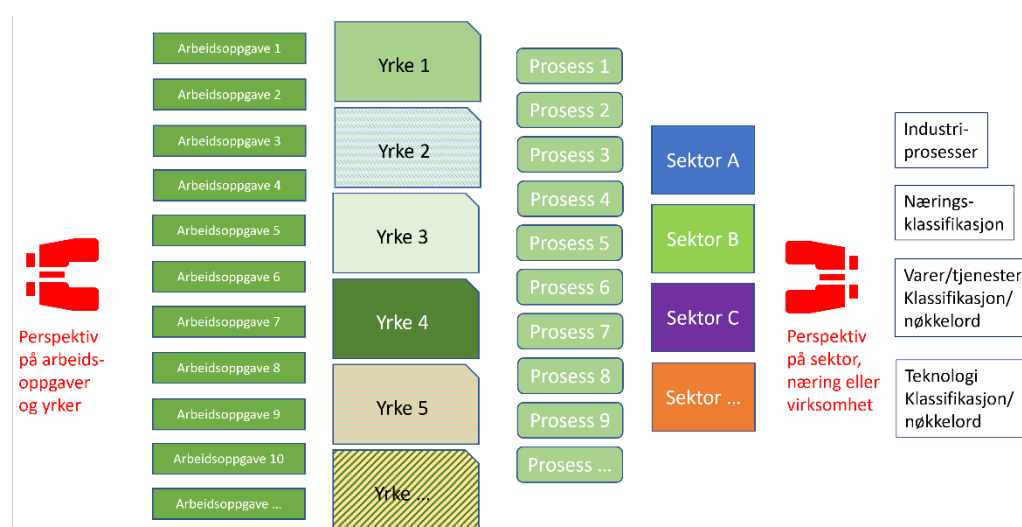 Arbeidsoppgave 1
Arbeidsoppgave 2
Arbeidsoppgave 3
Arbeidsoppgave 4
Arbeidsoppgave 5
Arbeidsoppgave 6
Arbeidsoppgave 7
Arbeidsoppgave 8
Arbeidsoppgave 9
Arbeidsoppgave 10
Arbeidsoppgave ...
Perspektiv
på arbeids-
oppgaver
og yrker
Yrke 1
Yrke 2
Yrke 3
Yrke 4
Yrke 5
Yrke ...
Prosess 1
Prosess 2
Prosess 3
Prosess 4
Prosess 5
Prosess 6
Prosess 7
Prosess 8
Prosess 9
Prosess ...
Sektor A
Sektor B
Sektor C
Sektor ...
Perspektiv
på sektor,
næring eller
virksomhet
Industri-
prosesser
Nærings-
klassifikasjon
Varer/tjenester
Klassifikasjon/
nøkkelord
Teknologi
Klassifikasjon/
nøkkelord